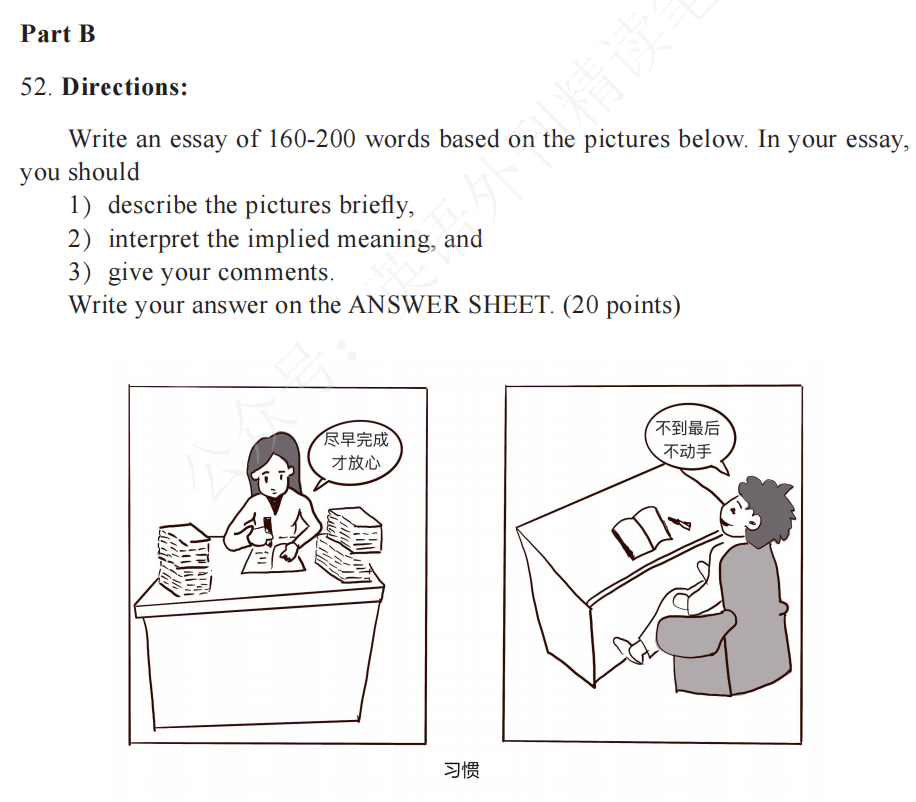 Part B
52. Directions:
Write an essay of 160-200 words based on the pictures below. In your essay,
you should
1) describe the pictures briefly,
2) interpret the implied meaning, and
3) give your comments.
Write your answer on the ANSWER SHEET. (20 points)
公众号：英语外刊精读笔
尽早完成
才放心
不到最后
不动手
习惯